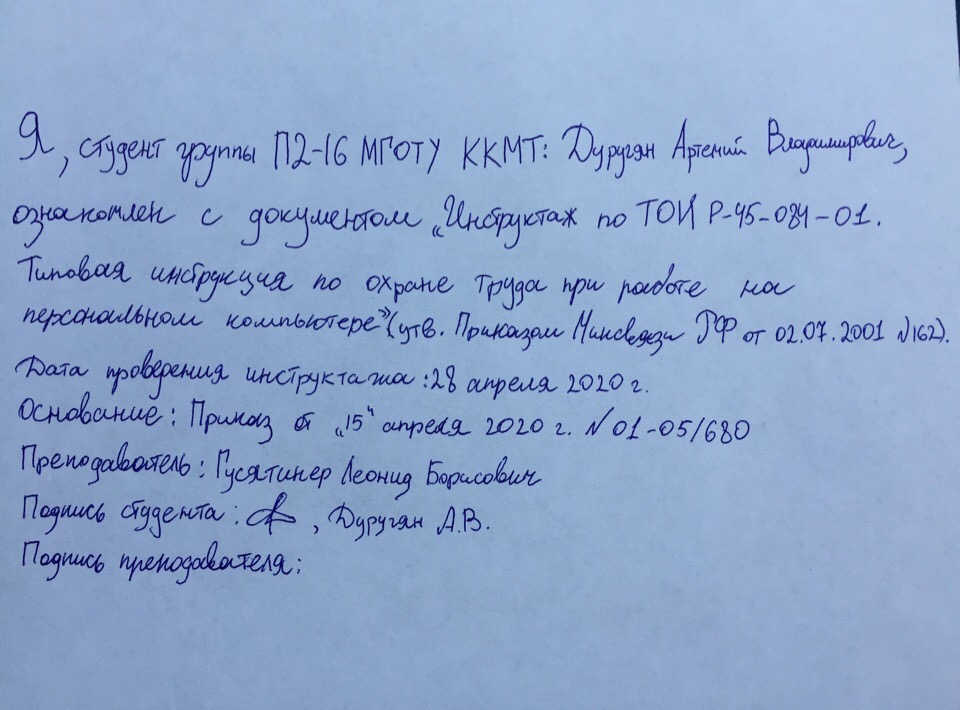 Я, студент группы П2-16 МГОТУ ККМТ: Дуругян Артемий Владимирович,
ознакомлен с документом „Инструктаж по ТОИ Р-45-084-01.
Типовая инструкция по охране труда при работе на
персональном компьютере” (утв. Приказом Минсвязи РФ от 02.07.2001 №162).
Дата проведения инструктажа: 28 апреля 2020 г.
Основание: Приказ от „15“ апреля 2020 г. №01-05/680
Преподаватель: Гусятинер Леонид Борисович
Подпись студента: , Дуругян А.В.
Подпись преподавателя: